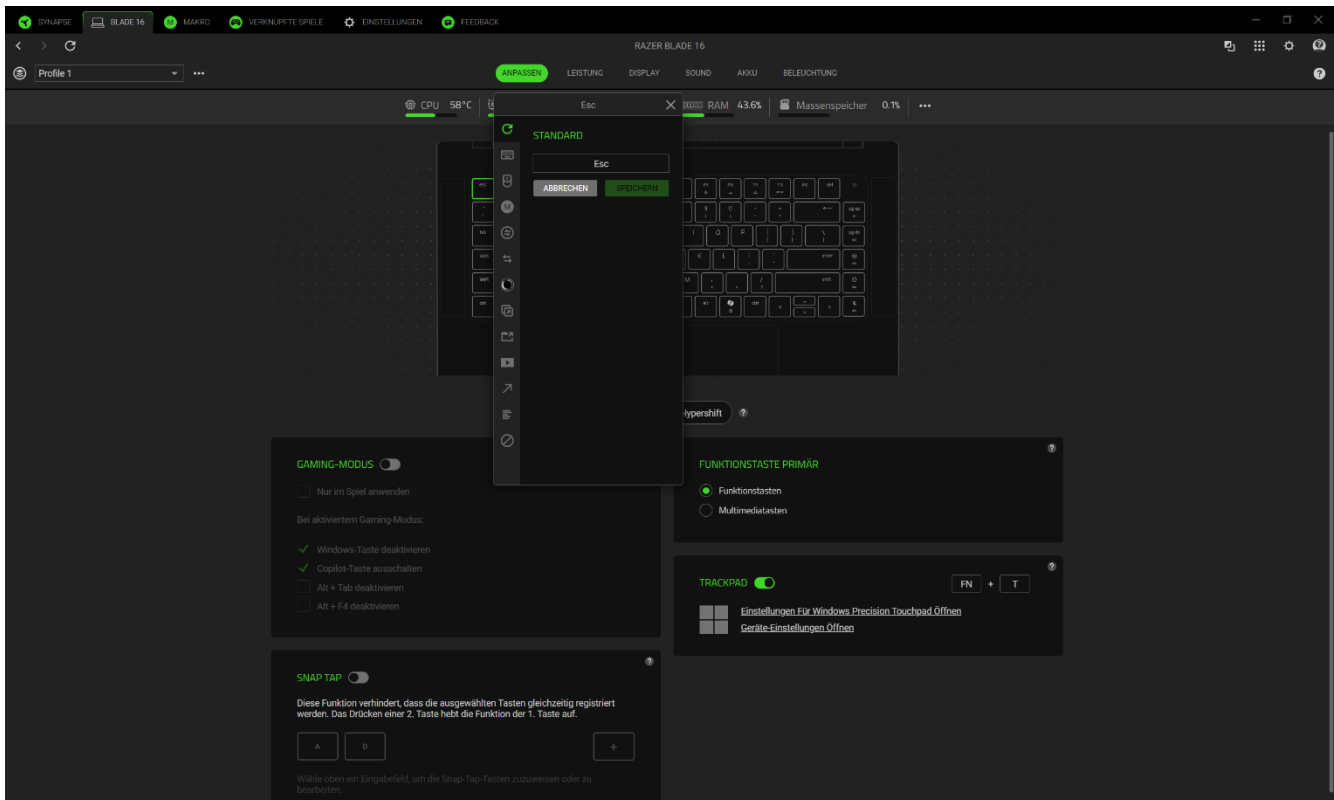 SYNAPSE BLADE 16 MAKRO VERKNÜPFTE SPIELE EINSTELLUNGEN FEEDBACK
RAZER BLADE 16
Profile 1
ANPASSEN LEISTUNG DISPLAY SOUND AKKU BELEUCHTUNG
CPU 58°C
RAM 43.6% Massenspeicher 0.1%
Esc
STANDARD
Esc
ABBRECHEN SPEICHERN
Hypershift
GAMING-MODUS
Nur im Spiel anwenden
Bei aktiviertem Gaming-Modus:
Windows-Taste deaktivieren
Copilot-Taste ausschalten
Alt + Tab deaktivieren
Alt + F4 deaktivieren
FUNKTIONSTASTE PRIMÄR
Funktionstasten
Multimediatasten
TRACKPAD FN + T
Einstellungen Für Windows Precision Touchpad Öffnen
Geräte-Einstellungen Öffnen
SNAP TAP
Diese Funktion verhindert, dass die ausgewählten Tasten gleichzeitig registriert
werden. Das Drücken einer 2. Taste hebt die Funktion der 1. Taste auf.
A D +
Wähle oben ein Eingabefeld, um die Snap-Tap-Tasten zuzuweisen oder zu
bearbeiten.